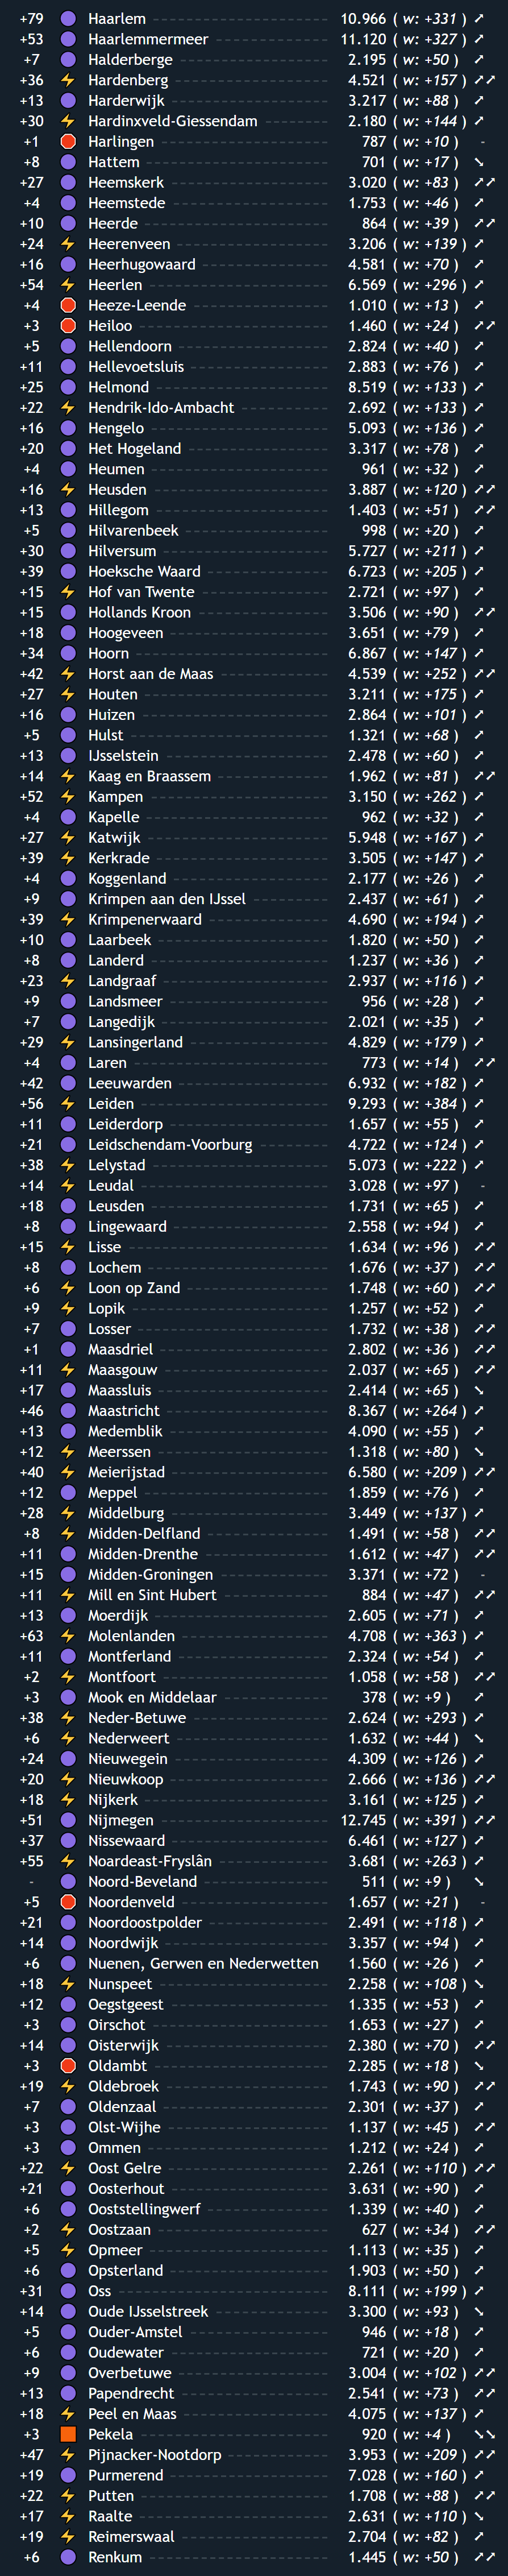 +79 Haarlem 10.966 ( w: +331 ) ➚
+53 Haarlemmermeer 11.120 ( w: +327 ) ➚
+7 Halderberge 2.195 ( w: +50 ) ➚
+36 Hardenberg 4.521 ( w: +157 ) ➚➚
+13 Harderwijk 3.217 ( w: +88 ) ➚
+30 Hardinxveld-Giessendam 2.180 ( w: +144 ) ➚
+1 Harlingen 787 ( w: +10 ) -
+8 Hattem 701 ( w: +17 ) ➘
+27 Heemskerk 3.020 ( w: +83 ) ➚➚
+4 Heemstede 1.753 ( w: +46 ) ➚
+10 Heerde 864 ( w: +39 ) ➚➚
+24 Heerenveen 3.206 ( w: +139 ) ➚
+16 Heerhugowaard 4.581 ( w: +70 ) ➚
+54 Heerlen 6.569 ( w: +296 ) ➚
+4 Heeze-Leende 1.010 ( w: +13 ) ➚
+3 Heiloo 1.460 ( w: +24 ) ➚➚
+5 Hellendoorn 2.824 ( w: +40 ) ➚
+11 Hellevoetsluis 2.883 ( w: +76 ) ➚
+25 Helmond 8.519 ( w: +133 ) ➚
+22 Hendrik-Ido-Ambacht 2.692 ( w: +133 ) ➚
+16 Hengelo 5.093 ( w: +136 ) ➚
+20 Het Hogeland 3.317 ( w: +78 ) ➚
+4 Heumen 961 ( w: +32 ) ➚
+16 Heusden 3.887 ( w: +120 ) ➚➚
+13 Hillegom 1.403 ( w: +51 ) ➚➚
+5 Hilvarenbeek 998 ( w: +20 ) ➚
+30 Hilversum 5.727 ( w: +211 ) ➚
+39 Hoeksche Waard 6.723 ( w: +205 ) ➚
+15 Hof van Twente 2.721 ( w: +97 ) ➚
+15 Hollands Kroon 3.506 ( w: +90 ) ➚➚
+18 Hoogeveen 3.651 ( w: +79 ) ➚
+34 Hoorn 6.867 ( w: +147 ) ➚
+42 Horst aan de Maas 4.539 ( w: +252 ) ➚➚
+27 Houten 3.211 ( w: +175 ) ➚
+16 Huizen 2.864 ( w: +101 ) ➚
+5 Hulst 1.321 ( w: +68 ) ➚
+13 IJsselstein 2.478 ( w: +60 ) ➚
+14 Kaag en Braassem 1.962 ( w: +81 ) ➚➚
+52 Kampen 3.150 ( w: +262 ) ➚
+4 Kapelle 962 ( w: +32 ) ➚
+27 Katwijk 5.948 ( w: +167 ) ➚
+39 Kerkrade 3.505 ( w: +147 ) ➚
+4 Koggenland 2.177 ( w: +26 ) ➚
+9 Krimpen aan den IJssel 2.437 ( w: +61 ) ➚
+39 Krimpenerwaard 4.690 ( w: +194 ) ➚
+10 Laarbeek 1.820 ( w: +50 ) ➚
+8 Landerd 1.237 ( w: +36 ) ➚
+23 Landgraaf 2.937 ( w: +116 ) ➚
+9 Landsmeer 956 ( w: +28 ) ➚
+7 Langedijk 2.021 ( w: +35 ) ➚
+29 Lansingerland 4.829 ( w: +179 ) ➚
+4 Laren 773 ( w: +14 ) ➚➚
+42 Leeuwarden 6.932 ( w: +182 ) ➚
+56 Leiden 9.293 ( w: +384 ) ➚
+11 Leiderdorp 1.657 ( w: +55 ) ➚
+21 Leidschendam-Voorburg 4.722 ( w: +124 ) ➚
+38 Lelystad 5.073 ( w: +222 ) ➚
+14 Leudal 3.028 ( w: +97 ) -
+18 Leusden 1.731 ( w: +65 ) ➚
+8 Lingewaard 2.558 ( w: +94 ) ➚
+15 Lisse 1.634 ( w: +96 ) ➚➚
+8 Lochem 1.676 ( w: +37 ) ➚➚
+6 Loon op Zand 1.748 ( w: +60 ) ➚➚
+9 Lopik 1.257 ( w: +52 ) ➚
+7 Losser 1.732 ( w: +38 ) ➚➚
+1 Maasdriel 2.802 ( w: +36 ) ➚➚
+11 Maasgouw 2.037 ( w: +65 ) ➚➚
+17 Maassluis 2.414 ( w: +65 ) ➘
+46 Maastricht 8.367 ( w: +264 ) ➚
+13 Medemblik 4.090 ( w: +55 ) ➚
+12 Meerssen 1.318 ( w: +80 ) ➘
+40 Meierijstad 6.580 ( w: +209 ) ➚➚
+12 Meppel 1.859 ( w: +76 ) ➚
+28 Middelburg 3.449 ( w: +137 ) ➚
+8 Midden-Delfland 1.491 ( w: +58 ) ➚➚
+11 Midden-Drenthe 1.612 ( w: +47 ) ➚➚
+15 Midden-Groningen 3.371 ( w: +72 ) -
+11 Mill en Sint Hubert 884 ( w: +47 ) ➚➚
+13 Moerdijk 2.605 ( w: +71 ) ➚
+63 Molenlanden 4.708 ( w: +363 ) ➚
+11 Montferland 2.324 ( w: +54 ) ➚
+2 Montfoort 1.058 ( w: +58 ) ➚➚
+3 Mook en Middelaar 378 ( w: +9 ) ➚
+38 Neder-Betuwe 2.624 ( w: +293 ) ➚
+6 Nederweert 1.632 ( w: +44 ) ➘
+24 Nieuwegein 4.309 ( w: +126 ) ➚
+20 Nieuwkoop 2.666 ( w: +136 ) ➚➚
+18 Nijkerk 3.161 ( w: +125 ) ➚
+51 Nijmegen 12.745 ( w: +391 ) ➚➚
+37 Nissewaard 6.461 ( w: +127 ) ➚
+55 Noardeast-Fryslân 3.681 ( w: +263 ) ➚
- Noord-Beveland 511 ( w: +9 ) ➘
+5 Noordenveld 1.657 ( w: +21 ) -
+21 Noordoostpolder 2.491 ( w: +118 ) ➚
+14 Noordwijk 3.357 ( w: +94 ) ➚
+6 Nuenen, Gerwen en Nederwetten 1.560 ( w: +26 ) ➚
+18 Nunspeet 2.258 ( w: +108 ) ➘
+12 Oegstgeest 1.335 ( w: +53 ) ➚
+3 Oirschot 1.653 ( w: +27 ) ➚
+14 Oisterwijk 2.380 ( w: +70 ) ➚➚
+3 Oldambt 2.285 ( w: +18 ) ➘
+19 Oldebroek 1.743 ( w: +90 ) ➚➚
+7 Oldenzaal 2.301 ( w: +37 ) ➚
+3 Olst-Wijhe 1.137 ( w: +45 ) ➚➚
+3 Ommen 1.212 ( w: +24 ) ➚
+22 Oost Gelre 2.261 ( w: +110 ) ➚➚
+21 Oosterhout 3.631 ( w: +90 ) ➚
+6 Ooststellingwerf 1.339 ( w: +40 ) ➚
+2 Oostzaan 627 ( w: +34 ) ➚➚
+5 Opmeer 1.113 ( w: +35 ) ➚
+6 Opsterland 1.903 ( w: +50 ) ➚
+31 Oss 8.111 ( w: +199 ) ➚
+14 Oude IJsselstreek 3.300 ( w: +93 ) ➘
+5 Ouder-Amstel 946 ( w: +18 ) ➚
+6 Oudewater 721 ( w: +20 ) ➚
+9 Overbetuwe 3.004 ( w: +102 ) ➚➚
+13 Papendrecht 2.541 ( w: +73 ) ➚➚
+18 Peel en Maas 4.075 ( w: +137 ) ➚
+3 Pekela 920 ( w: +4 ) ➘➘
+47 Pijnacker-Nootdorp 3.953 ( w: +209 ) ➚➚
+19 Purmerend 7.028 ( w: +160 ) ➚
+22 Putten 1.708 ( w: +88 ) ➚➚
+17 Raalte 2.631 ( w: +110 ) ➘
+19 Reimerswaal 2.704 ( w: +82 ) ➚
+6 Renkum 1.445 ( w: +50 ) ➚➚